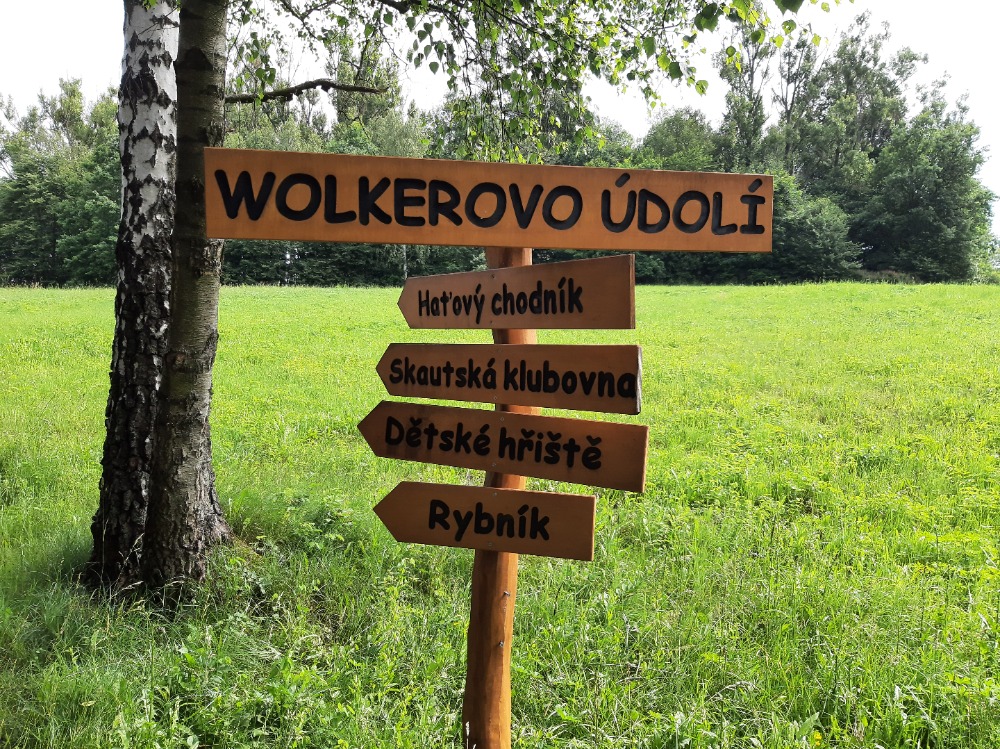 WOLKEROVO ÚDOLÍ
Haťový chodník
Skautská klubovna
Dětské hřiště
Rybník